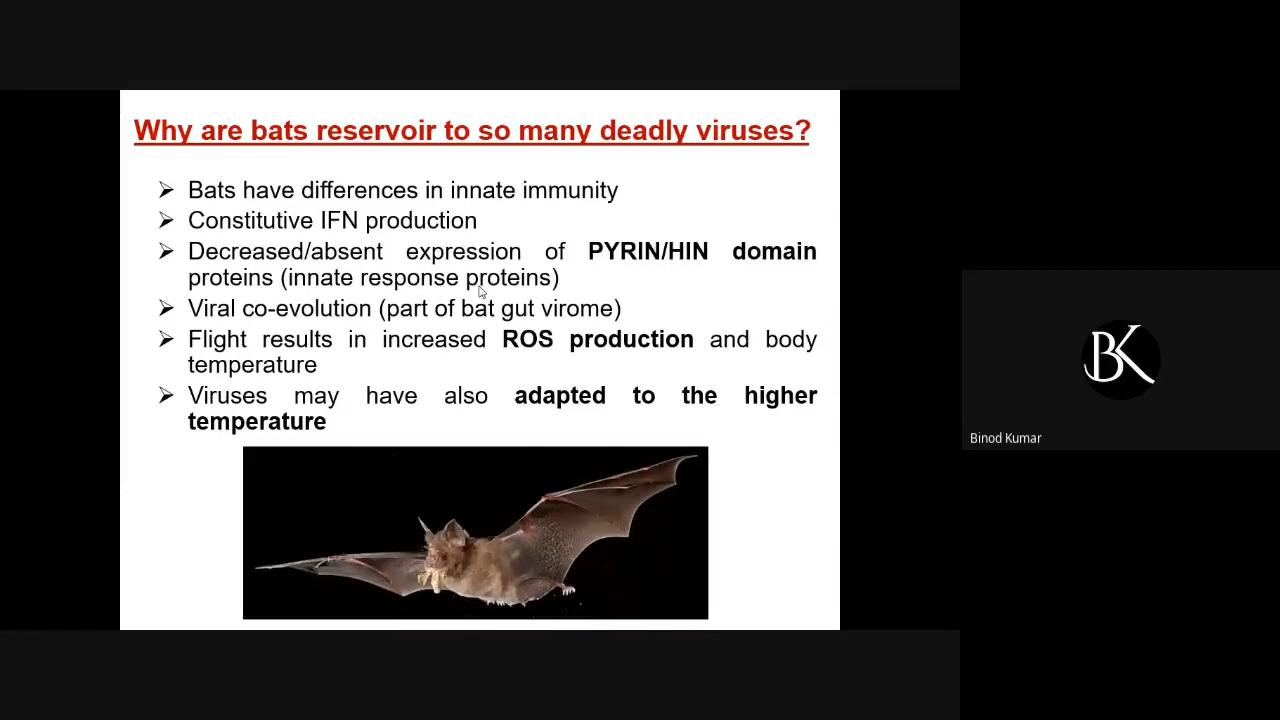 Why are bats reservoir to so many deadly viruses?
➢ Bats have differences in innate immunity
➢ Constitutive IFN production
➢ Decreased/absent expression of PYRIN/HIN domain
proteins (innate response proteins)
➢ Viral co-evolution (part of bat gut virome)
➢ Flight results in increased ROS production and body
temperature
➢ Viruses may have also adapted to the higher
temperature
BK
Binod Kumar